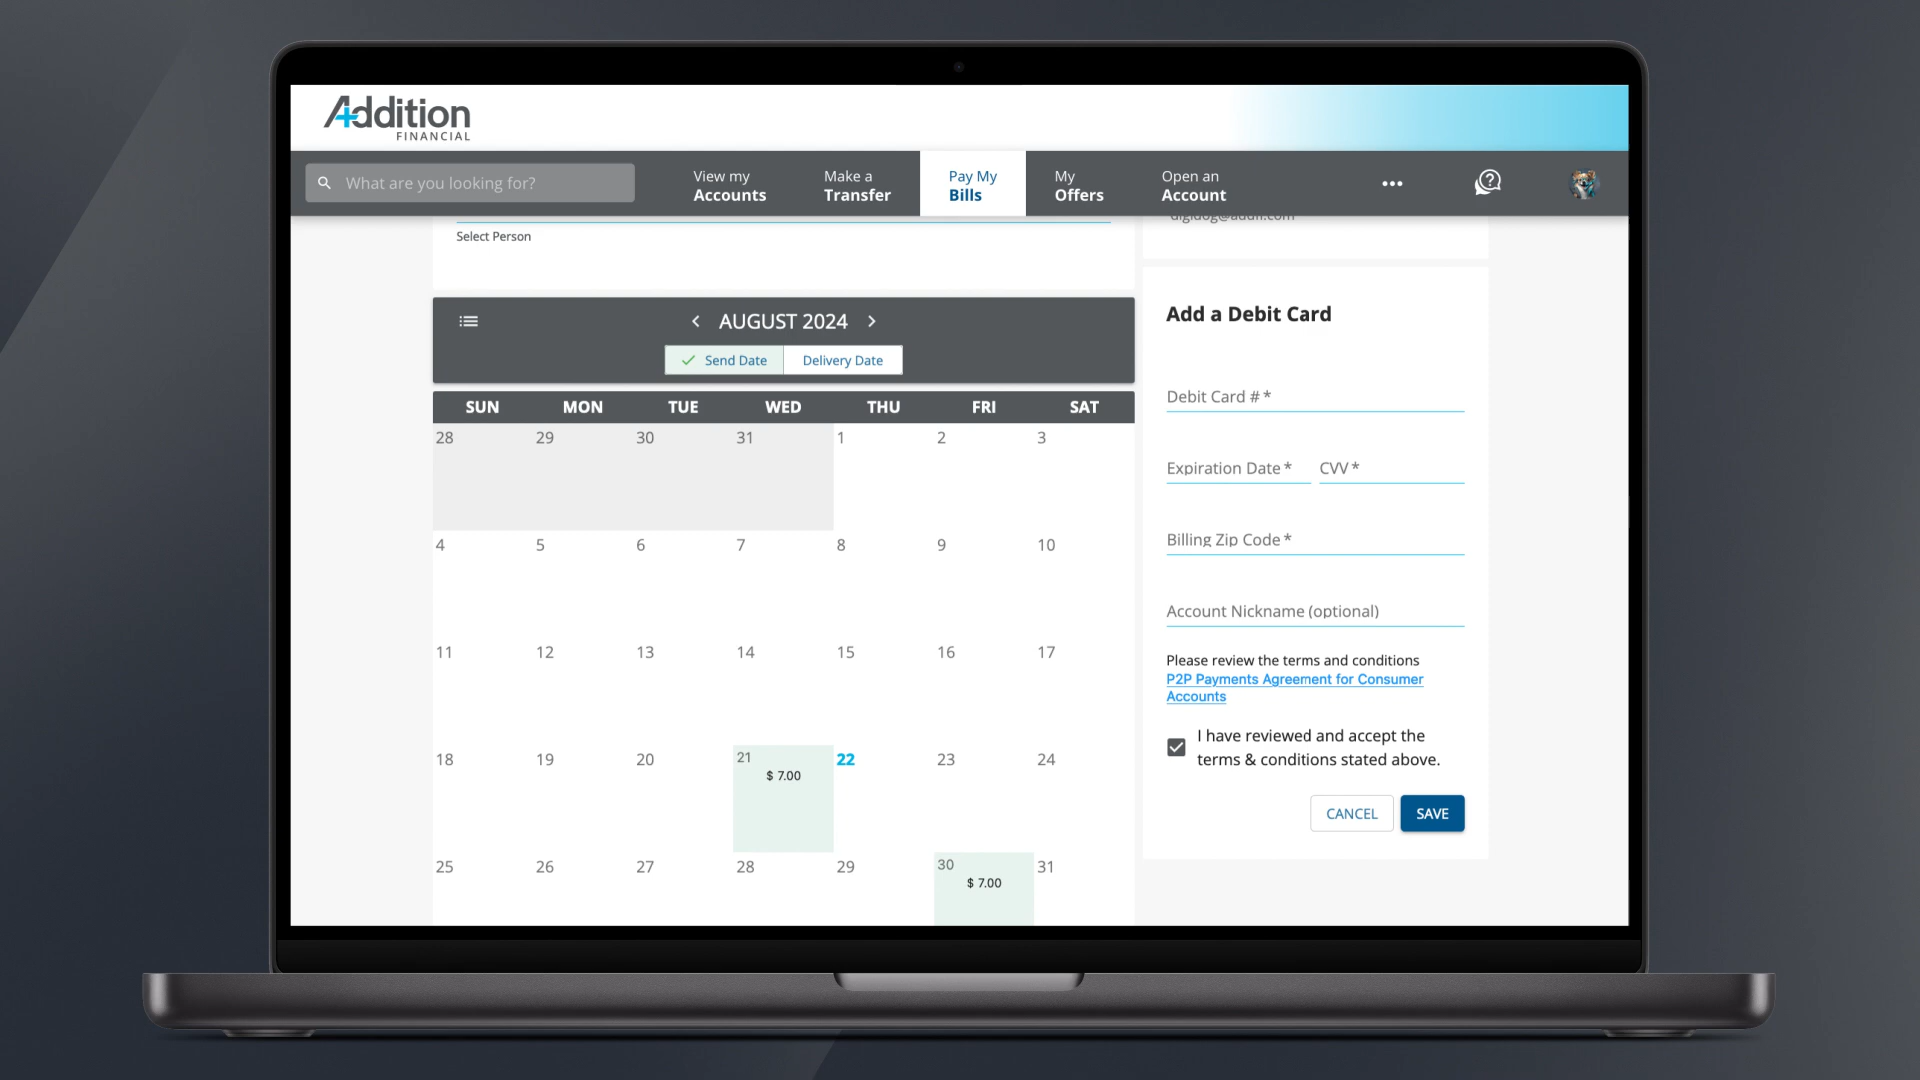 Addition
FINANCIAL
What are you looking for?
View my
Accounts
Make a
Transfer
Pay My
Bills
My
Offers
Open an
Account
digidog@addfi.com
Select Person
AUGUST 2024
Send Date
Delivery Date
SUN MON TUE WED THU FRI SAT
28 29 30 31 1 2 3
4 5 6 7 8 9 10
11 12 13 14 15 16 17
18 19 20 21 22 23 24
$ 7.00
25 26 27 28 29 30 31
$ 7.00
Add a Debit Card
Debit Card # *
Expiration Date * CVV *
Billing Zip Code *
Account Nickname (optional)
Please review the terms and conditions
P2P Payments Agreement for Consumer
Accounts
I have reviewed and accept the
terms & conditions stated above.
CANCEL SAVE